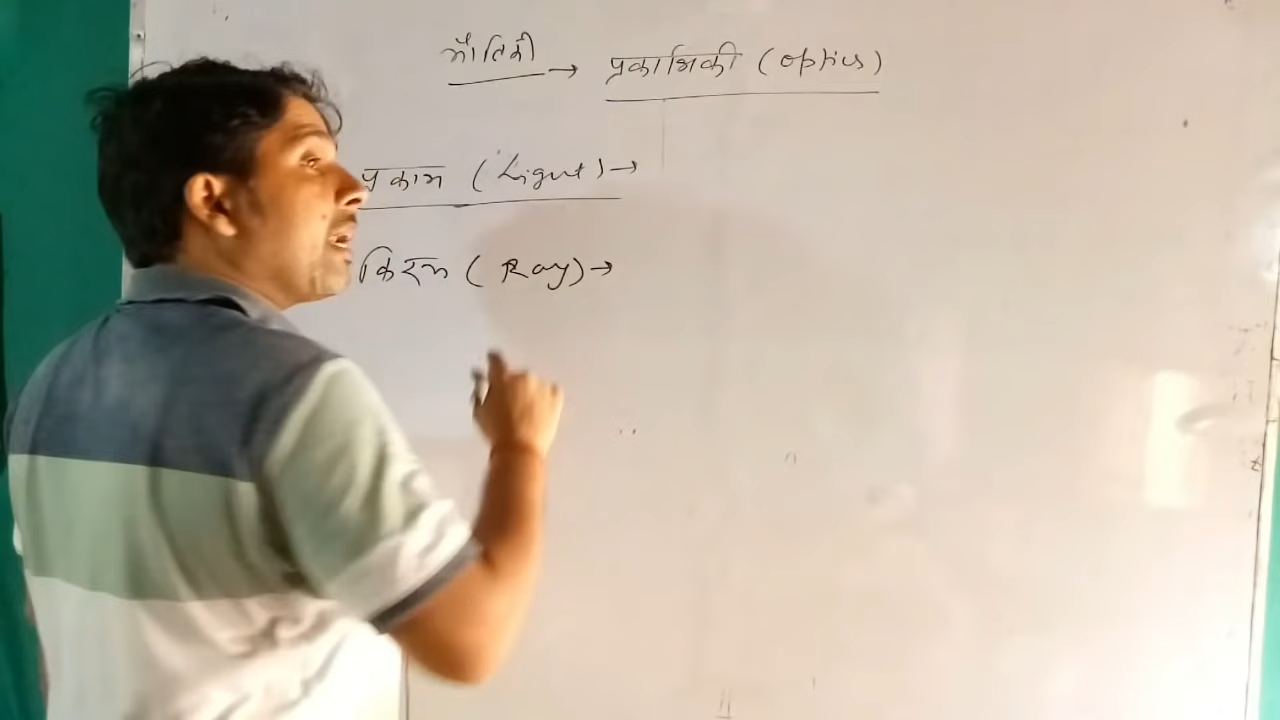 भौतिकी → प्रकाशिकी (optics)
प्रकाश (Light) →
किरण (Ray) →